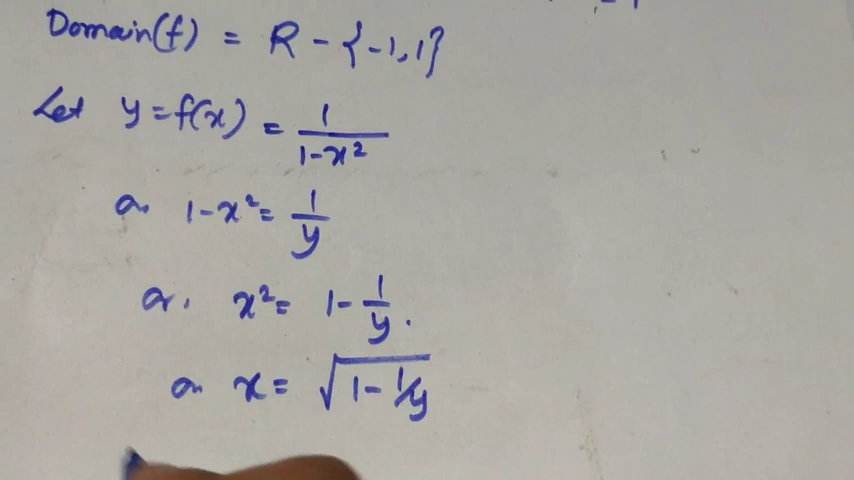 Domain(f) = R - {-1, 1}
Let y = f(x) = 1/(1-x²)
or 1-x² = 1/y
or, x² = 1 - 1/y.
or x = √(1 - 1/y)